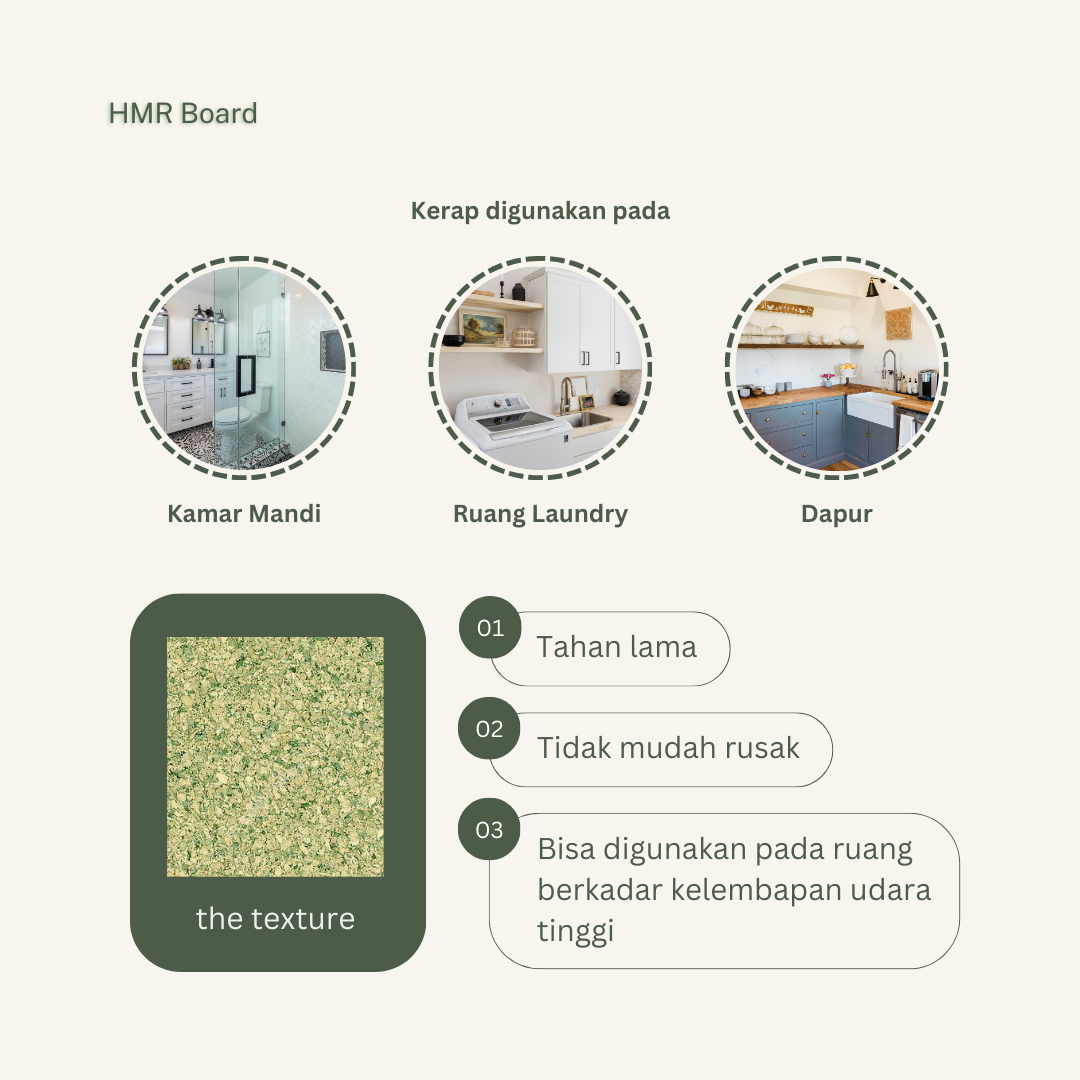 HMR Board
Kerap digunakan pada
Kamar Mandi
Ruang Laundry
Dapur
the texture
01
Tahan lama
02
Tidak mudah rusak
03
Bisa digunakan pada ruang
berkadar kelembapan udara
tinggi